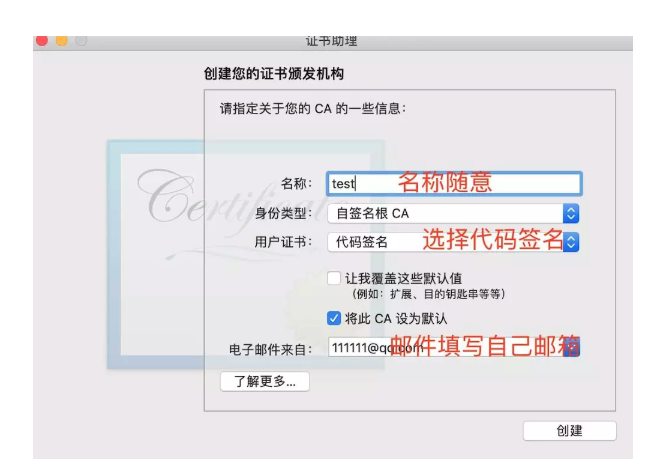 证书助理
创建您的证书颁发机构
请指定关于您的 CA 的一些信息：
Certificate
名称： test 名称随意
身份类型： 自签名根 CA
用户证书： 代码签名 选择代码签名
让我覆盖这些默认值
（例如：扩展、目的钥匙串等等）
将此 CA 设为默认
电子邮件来自： 111111@qq.com 邮件填写自己邮箱
了解更多...
创建